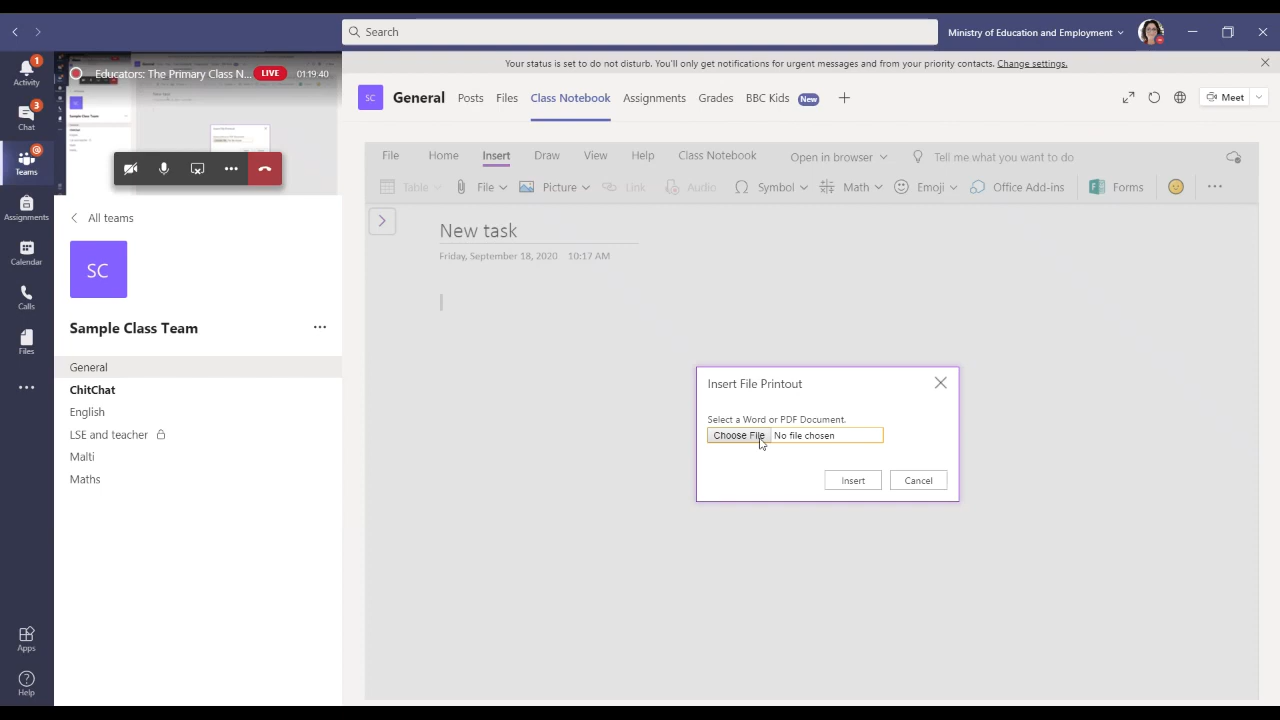 Search
Ministry of Education and Employment
Your status is set to do not disturb. You'll only get notifications for urgent messages and from your priority contacts. Change settings.
Activity
1
Chat
3
Teams
Assignments
Calendar
Calls
Files
Apps
Help
Educators: The Primary Class N... LIVE 01:19:40
All teams
SC
Sample Class Team
General
ChitChat
English
LSE and teacher
Malti
Maths
SC General Posts Files Class Notebook Assignments Grades BBC Kids New Meet
File Home Insert Draw View Help Class Notebook Open in browser Tell me what you want to do
Table File Picture Link Audio Symbol Math Emoji Office Add-ins Forms
New task
Friday, September 18, 2020 10:17 AM
Insert File Printout
Select a Word or PDF Document.
Choose File No file chosen
Insert Cancel